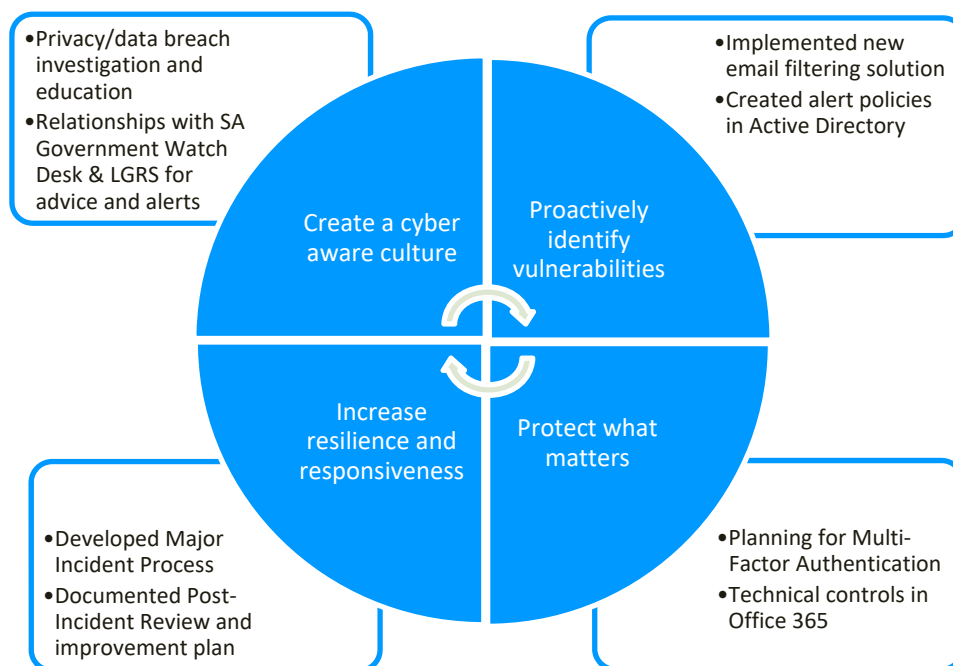 •Privacy/data breach
investigation and
education
•Relationships with SA
Government Watch
Desk & LGRS for
advice and alerts
•Implemented new
email filtering solution
•Created alert policies
in Active Directory
Create a cyber
aware culture
Proactively
identify
vulnerabilities
Increase
resilience and
responsiveness
Protect what
matters
•Developed Major
Incident Process
•Documented Post-
Incident Review and
improvement plan
•Planning for Multi-
Factor Authentication
•Technical controls in
Office 365